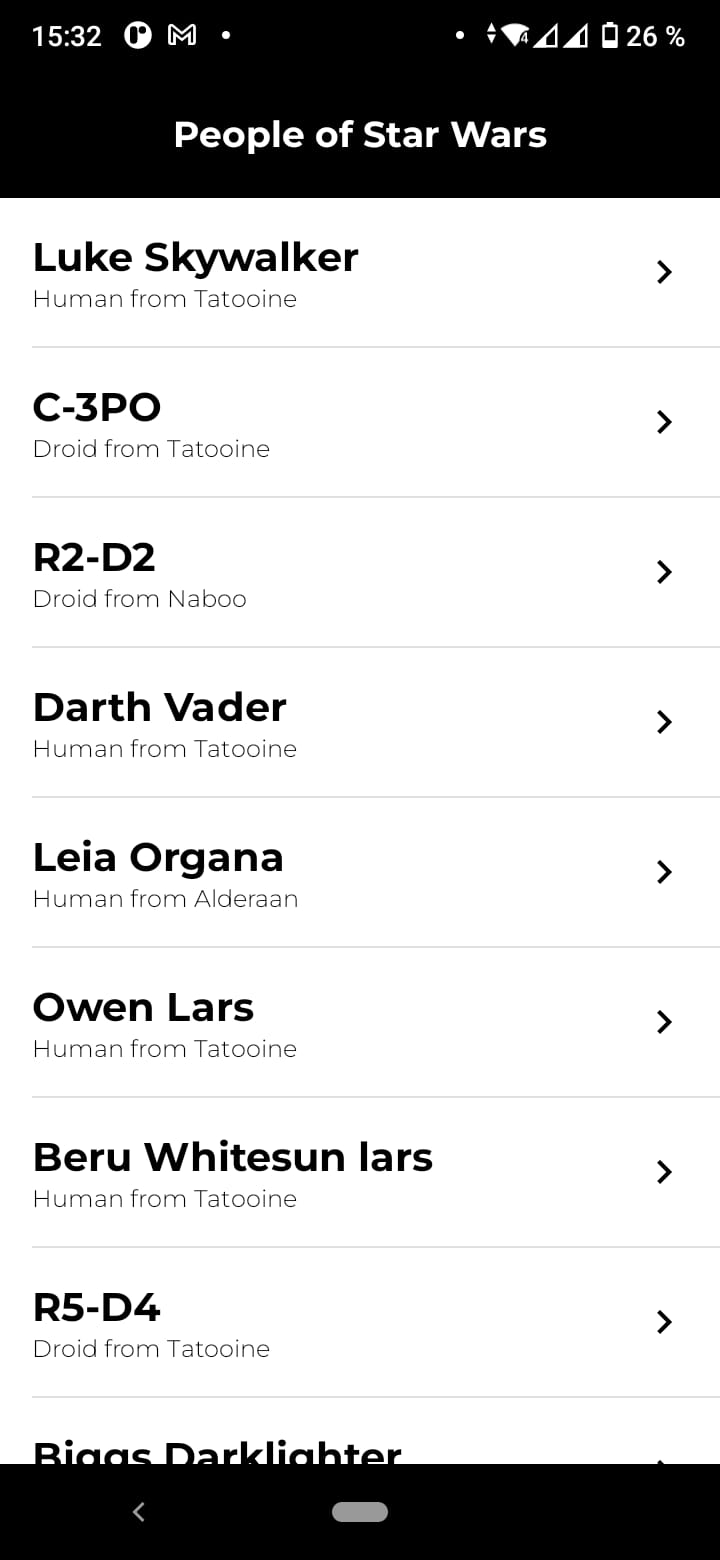 15:32
26 %
People of Star Wars
Luke Skywalker
Human from Tatooine
C-3PO
Droid from Tatooine
R2-D2
Droid from Naboo
Darth Vader
Human from Tatooine
Leia Organa
Human from Alderaan
Owen Lars
Human from Tatooine
Beru Whitesun lars
Human from Tatooine
R5-D4
Droid from Tatooine
Biggs Darklighter